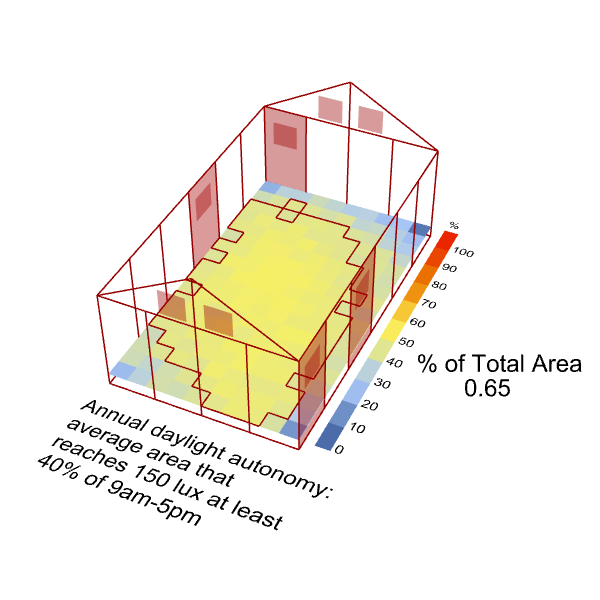 %
100
90
80
70
60
50
40
30
20
10
0
% of Total Area
0.65
Annual daylight autonomy:
average area that
reaches 150 lux at least
40% of 9am-5pm